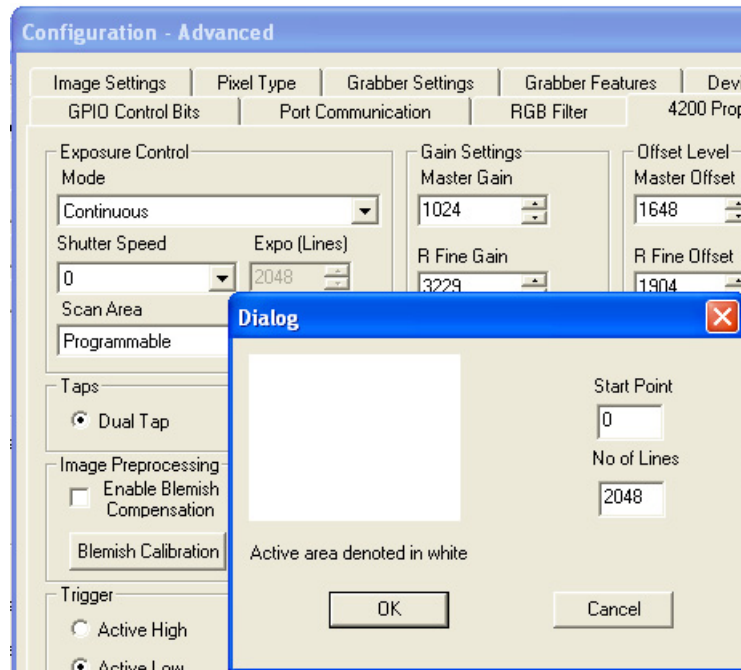 Configuration - Advanced
Image Settings Pixel Type Grabber Settings Grabber Features Devi
GPIO Control Bits Port Communication RGB Filter 4200 Prop
Exposure Control Gain Settings Offset Level
Mode Master Gain Master Offset
Continuous 1024 1648
Shutter Speed Expo (Lines) R Fine Gain R Fine Offset
0 2048 3229 1904
Scan Area
Programmable
Dialog
Start Point
0
No of Lines
2048
Active area denoted in white
OK Cancel
Taps
Dual Tap
Image Preprocessing
Enable Blemish
Compensation
Blemish Calibration
Trigger
Active High
Active Low